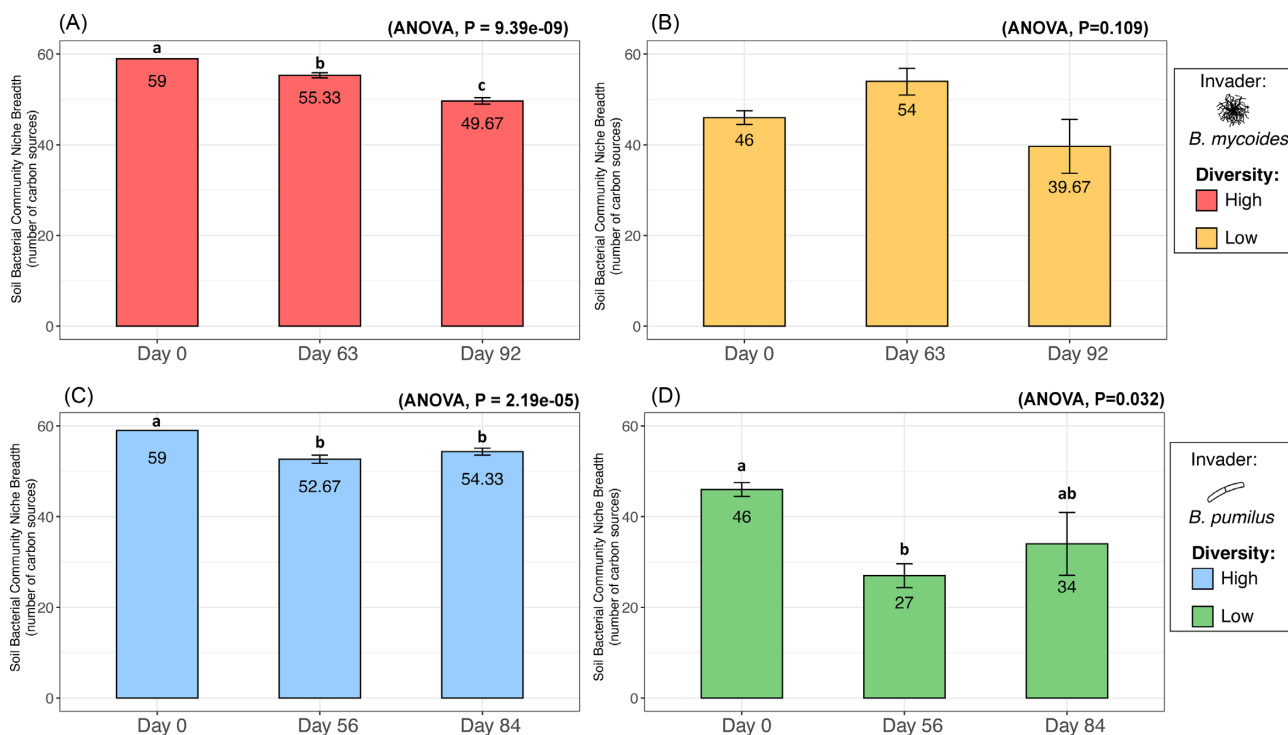 (A)
(ANOVA, P = 9.39e-09)
Soil Bacterial Community Niche Breadth
(number of carbon sources)
60
40
20
0
a
59
b
55.33
c
49.67
Day 0
Day 63
Day 92
(B)
(ANOVA, P=0.109)
Soil Bacterial Community Niche Breadth
(number of carbon sources)
60
40
20
0
46
54
39.67
Day 0
Day 63
Day 92
Invader:
B. mycoides
Diversity:
High
Low
(C)
(ANOVA, P = 2.19e-05)
Soil Bacterial Community Niche Breadth
(number of carbon sources)
60
40
20
0
a
59
b
52.67
b
54.33
Day 0
Day 56
Day 84
(D)
(ANOVA, P=0.032)
Soil Bacterial Community Niche Breadth
(number of carbon sources)
60
40
20
0
a
46
b
27
ab
34
Day 0
Day 56
Day 84
Invader:
B. pumilus
Diversity:
High
Low